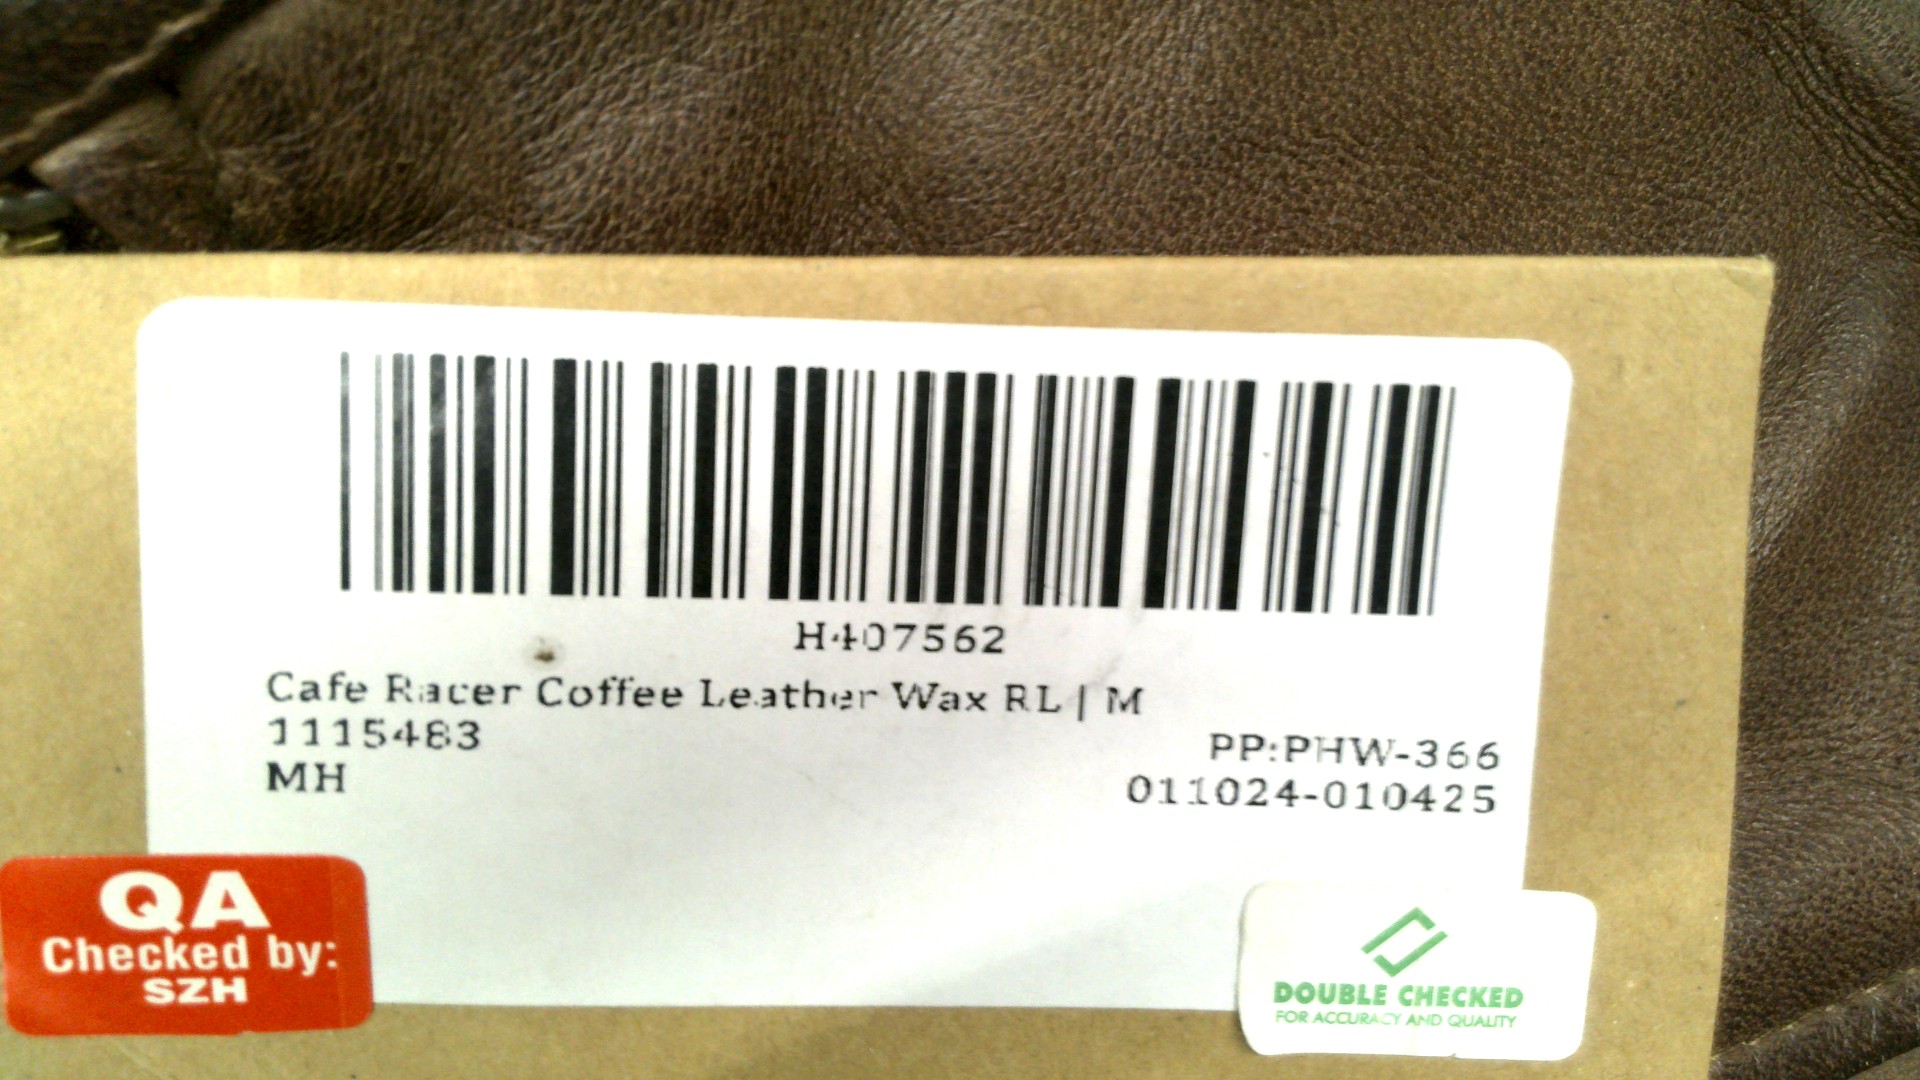 H407562
Cafe Racer Coffee Leather Wax RL | M
1115483
PP:PHW-366
MH
011024-010425
QA
Checked by:
SZH
DOUBLE CHECKED
FOR ACCURACY AND QUALITY